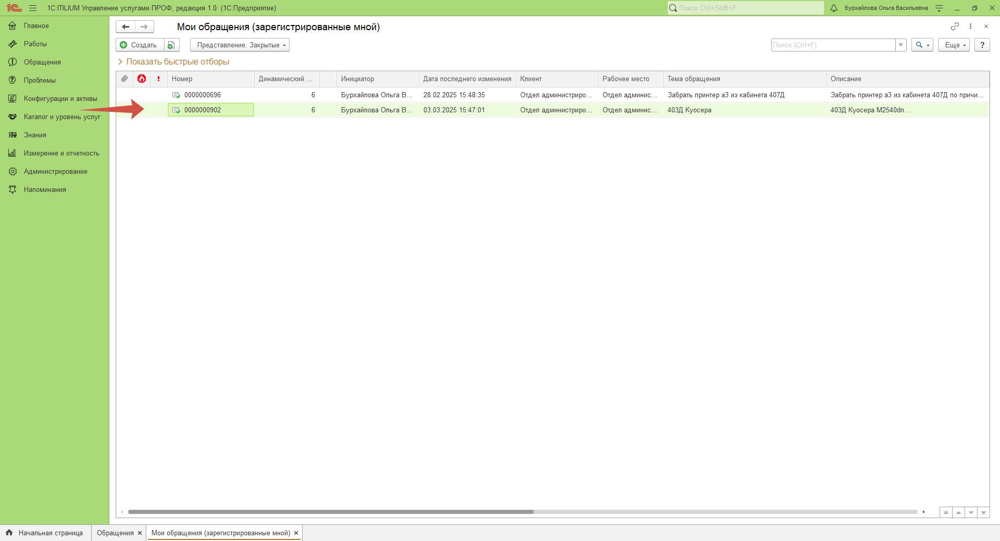 1С:ITILIUM Управление услугами ПРОФ, редакция 1.0 (1С:Предприятие)
Поиск Ctrl+Shift+F
Бурхайлова Ольга Васильевна
Главное
Работы
Обращения
Проблемы
Конфигурации и активы
Каталог и уровень услуг
Знания
Измерение и отчетность
Администрирование
Напоминания
Мои обращения (зарегистрированные мной)
Создать
Представление: Закрытые
Поиск (Ctrl+F)
×
Еще
?
Показать быстрые отборы
Номер Динамический ... Инициатор Дата последнего изменения Клиент Рабочее место Тема обращения Описание
0000000696 6 Бурхайлова Ольга В... 28.02.2025 15:48:35 Отдел администриро... Отдел админис... Забрать принтер а3 из кабинета 407Д Забрать принтер а3 из кабинета 407Д по причи...
0000000902 6 Бурхайлова Ольга В... 03.03.2025 15:47:01 Отдел администриро... Отдел админис... 403Д Куосера 403Д Куосера M2540dn...
Начальная страница
Обращения ×
Мои обращения (зарегистрированные мной) ×